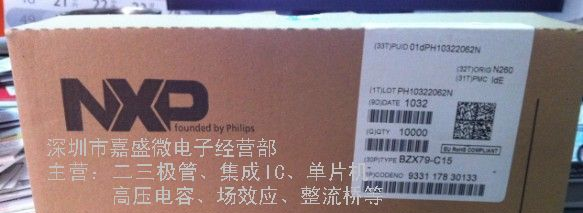 NXP
founded by Philips
深圳市嘉盛微电子经营部
主营：二三极管、集成IC、单片机、
高压电容、场效应、整流桥等
(33T)PUID 01dPH10322062N
(32T)ORIG N260
(31T)PMC IdE
(1T)LOT PH10322062N
(9D)DATE 1032
(Q)QTY 10000
EU RoHS COMPLIANT
(30P)TYPE BZX79-C15
(1P)CODENO 9331 178 30133